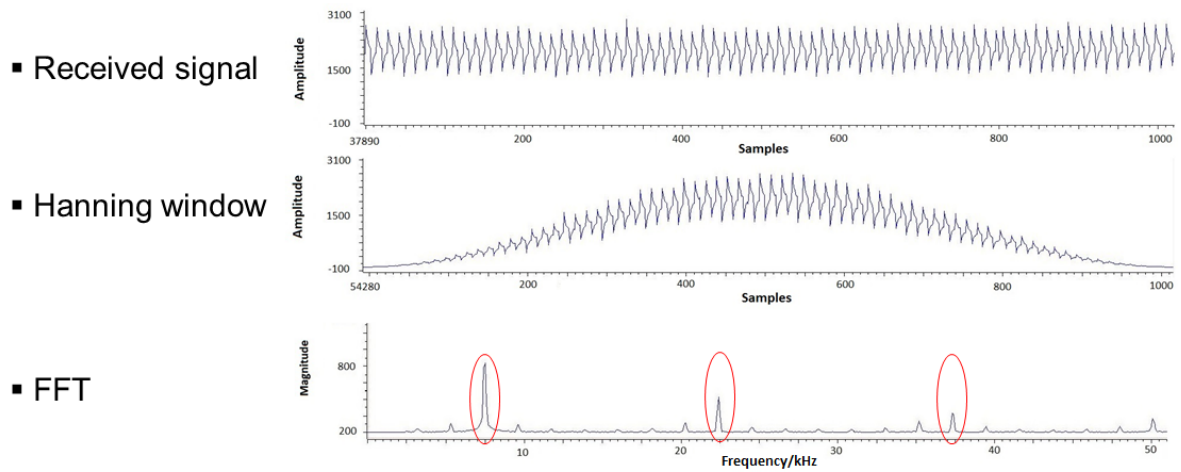 3100
1500
-100
Amplitude
37890 200 400 600 800 1000
Samples
▪ Received signal
3100
1500
-100
Amplitude
54280 200 400 600 800 1000
Samples
▪ Hanning window
800
200
Magnitude
10 20 30 40 50
Frequency/kHz
▪ FFT